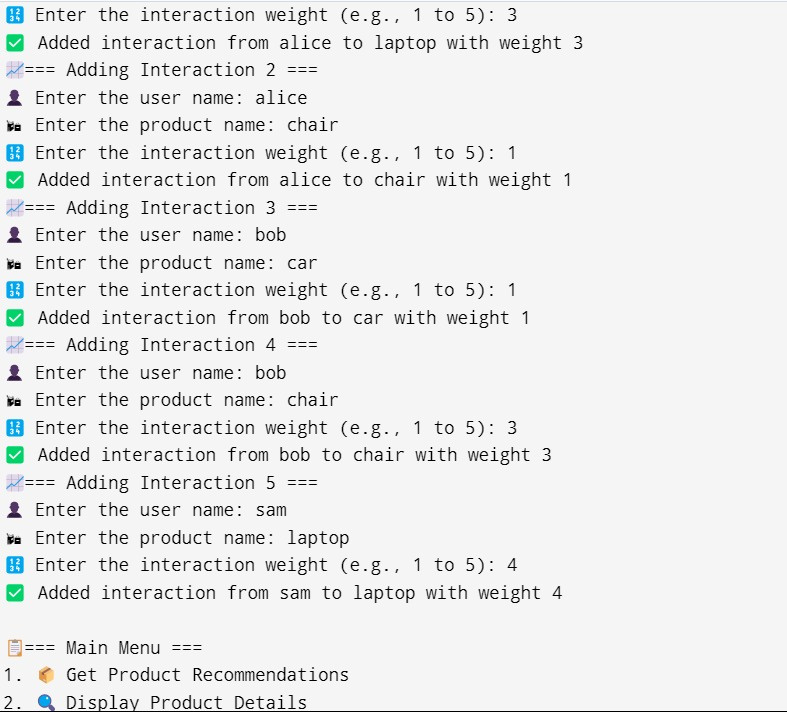 🔢 Enter the interaction weight (e.g., 1 to 5): 3
✅ Added interaction from alice to laptop with weight 3
📈=== Adding Interaction 2 ===
👤 Enter the user name: alice
Enter the product name: chair
🔢 Enter the interaction weight (e.g., 1 to 5): 1
✅ Added interaction from alice to chair with weight 1
📈=== Adding Interaction 3 ===
👤 Enter the user name: bob
Enter the product name: car
🔢 Enter the interaction weight (e.g., 1 to 5): 1
✅ Added interaction from bob to car with weight 1
📈=== Adding Interaction 4 ===
👤 Enter the user name: bob
Enter the product name: chair
🔢 Enter the interaction weight (e.g., 1 to 5): 3
✅ Added interaction from bob to chair with weight 3
📈=== Adding Interaction 5 ===
👤 Enter the user name: sam
Enter the product name: laptop
🔢 Enter the interaction weight (e.g., 1 to 5): 4
✅ Added interaction from sam to laptop with weight 4
📋=== Main Menu ===
1. 📦 Get Product Recommendations
2. 🔍 Display Product Details